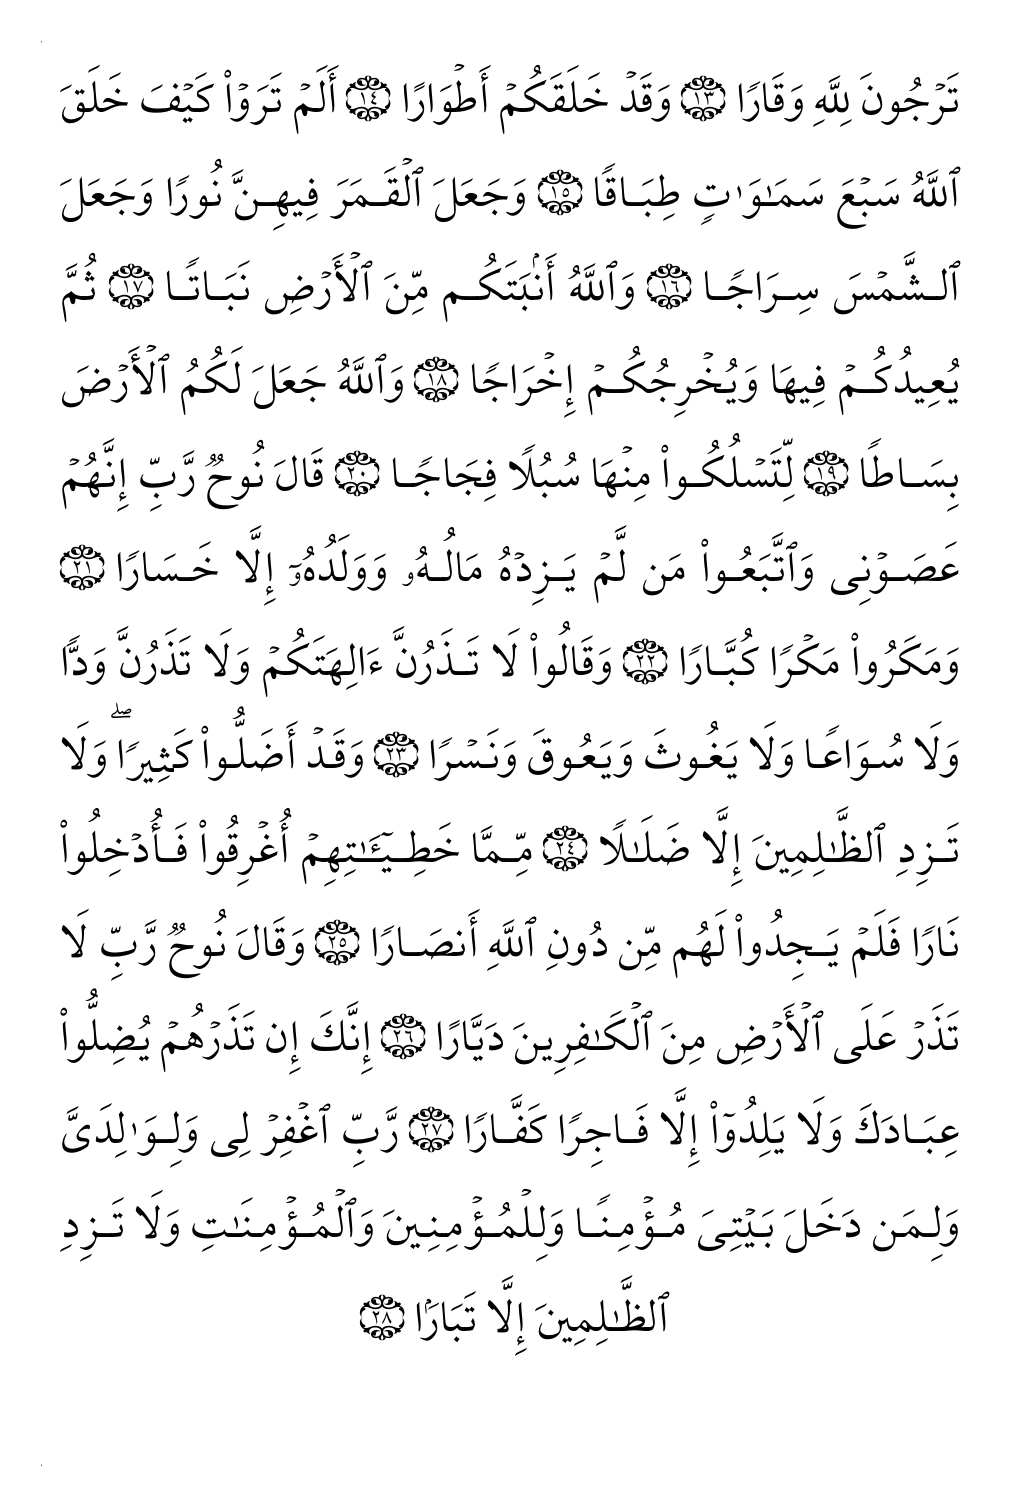 تَرۡجُونَ لِلَّهِ وَقَارٗا ١٣ وَقَدۡ خَلَقَكُمۡ أَطۡوَارًا ١٤ أَلَمۡ تَرَوۡاْ كَيۡفَ خَلَقَ
ٱللَّهُ سَبۡعَ سَمَٰوَٰتٖ طِبَاقٗا ١٥ وَجَعَلَ ٱلۡقَمَرَ فِيهِنَّ نُورٗا وَجَعَلَ
ٱلشَّمۡسَ سِرَاجٗا ١٦ وَٱللَّهُ أَنۢبَتَكُم مِّنَ ٱلۡأَرۡضِ نَبَاتٗا ١٧ ثُمَّ
يُعِيدُكُمۡ فِيهَا وَيُخۡرِجُكُمۡ إِخۡرَاجٗا ١٨ وَٱللَّهُ جَعَلَ لَكُمُ ٱلۡأَرۡضَ
بِسَاطٗا ١٩ لِّتَسۡلُكُواْ مِنۡهَا سُبُلٗا فِجَاجٗا ٢٠ قَالَ نُوحٞ رَّبِّ إِنَّهُمۡ
عَصَوۡنِي وَٱتَّبَعُواْ مَن لَّمۡ يَزِدۡهُ مَالُهُۥ وَوَلَدُهُۥٓ إِلَّا خَسَارٗا ٢١
وَمَكَرُواْ مَكۡرٗا كُبَّارٗا ٢٢ وَقَالُواْ لَا تَذَرُنَّ ءَالِهَتَكُمۡ وَلَا تَذَرُنَّ وَدّٗا
وَلَا سُوَاعٗا وَلَا يَغُوثَ وَيَعُوقَ وَنَسۡرٗا ٢٣ وَقَدۡ أَضَلُّواْ كَثِيرٗاۖ وَلَا
تَزِدِ ٱلظَّٰلِمِينَ إِلَّا ضَلَٰلٗا ٢٤ مِّمَّا خَطِيٓـَٰٔتِهِمۡ أُغۡرِقُواْ فَأُدۡخِلُواْ
نَارٗا فَلَمۡ يَجِدُواْ لَهُم مِّن دُونِ ٱللَّهِ أَنصَارٗا ٢٥ وَقَالَ نُوحٞ رَّبِّ لَا
تَذَرۡ عَلَى ٱلۡأَرۡضِ مِنَ ٱلۡكَٰفِرِينَ دَيَّارًا ٢٦ إِنَّكَ إِن تَذَرۡهُمۡ يُضِلُّواْ
عِبَادَكَ وَلَا يَلِدُوٓاْ إِلَّا فَاجِرٗا كَفَّارٗا ٢٧ رَّبِّ ٱغۡفِرۡ لِي وَلِوَٰلِدَيَّ
وَلِمَن دَخَلَ بَيۡتِيَ مُؤۡمِنٗا وَلِلۡمُؤۡمِنِينَ وَٱلۡمُؤۡمِنَٰتِ وَلَا تَزِدِ
ٱلظَّٰلِمِينَ إِلَّا تَبَارَۢا ٢٨